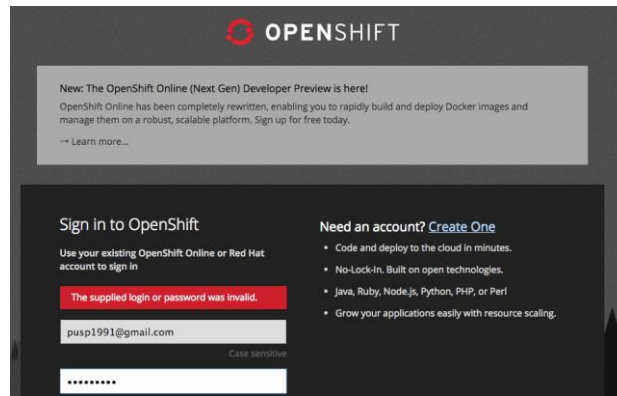 OPENSHIFT
New: The OpenShift Online (Next Gen) Developer Preview is here!
OpenShift Online has been completely rewritten, enabling you to rapidly build and deploy Docker images and
manage them on a robust, scalable platform. Sign up for free today.
→ Learn more...
Sign in to OpenShift
Use your existing OpenShift Online or Red Hat
account to sign in
The supplied login or password was invalid.
pusp1991@gmail.com
Case sensitive
•••••••••
Need an account? Create One
• Code and deploy to the cloud in minutes.
• No-Lock-In. Built on open technologies.
• Java, Ruby, Node.js, Python, PHP, or Perl
• Grow your applications easily with resource scaling.